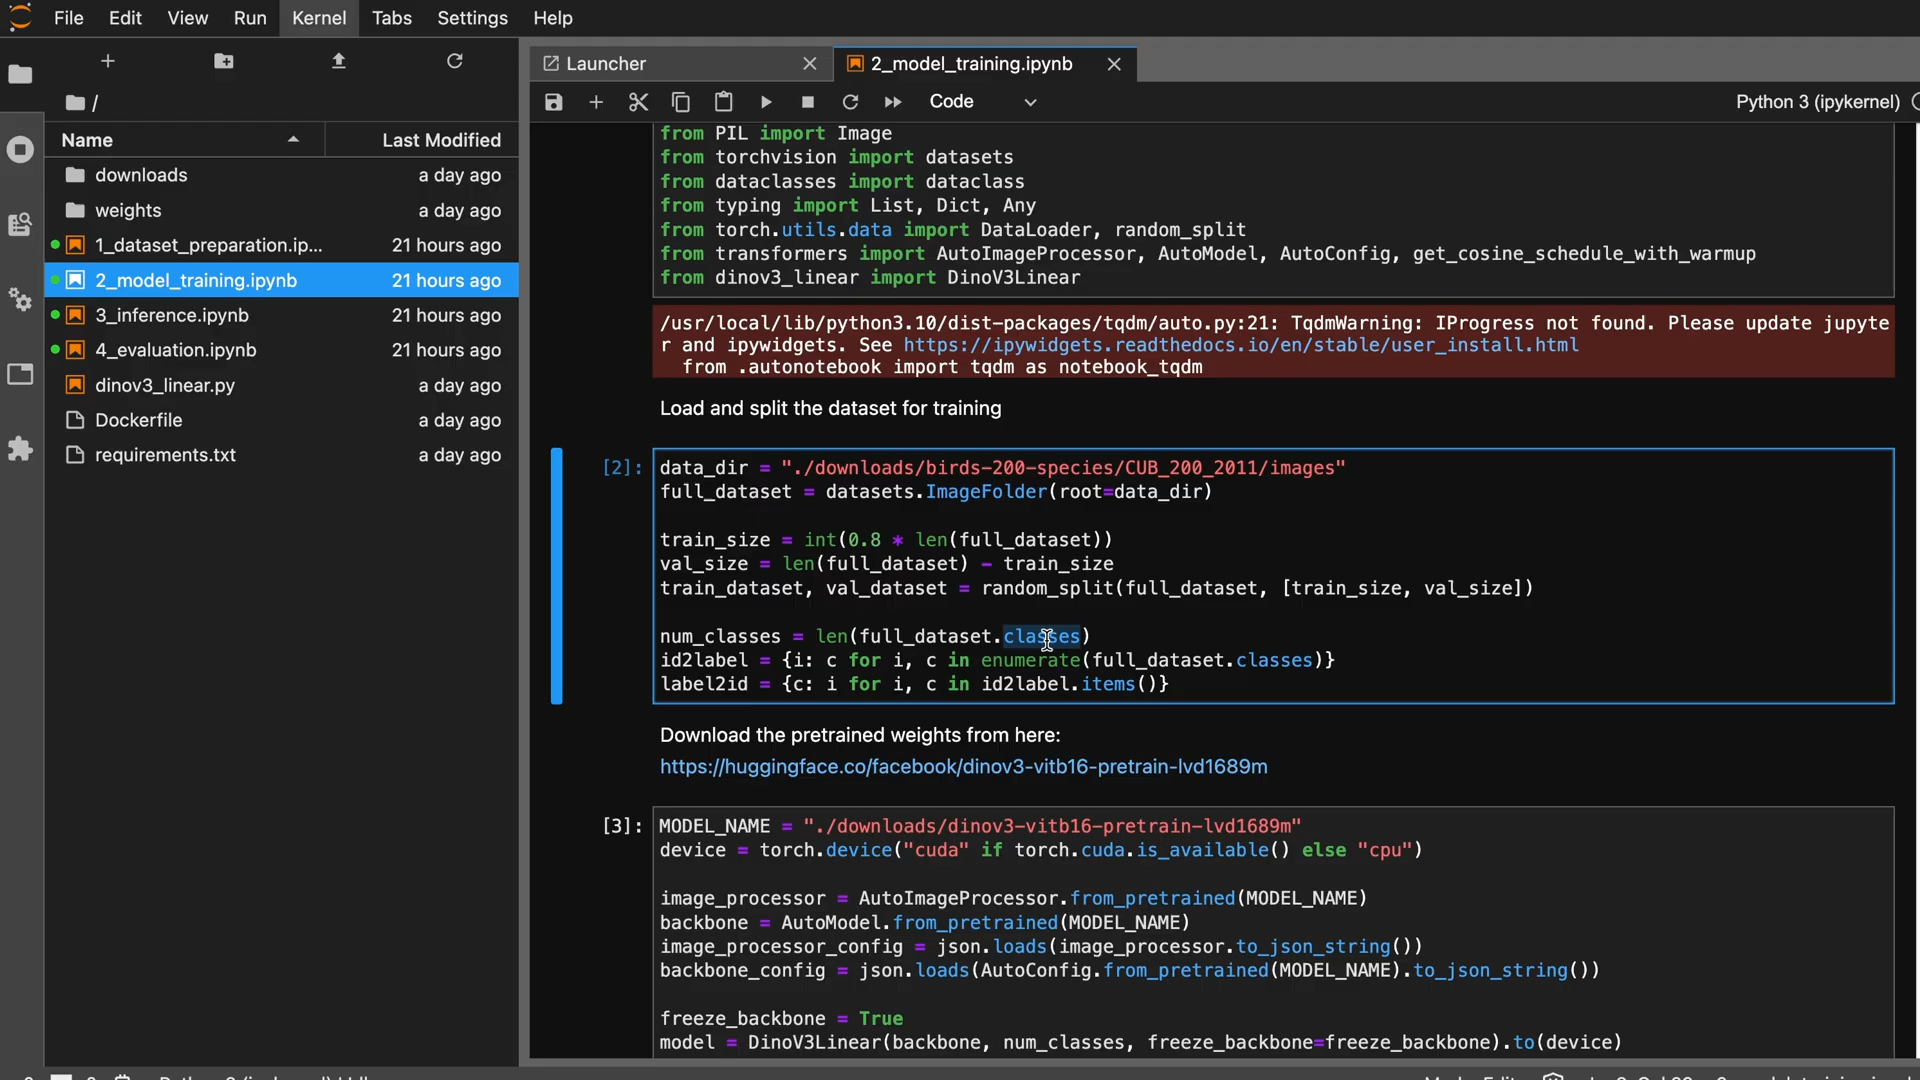 File Edit View Run Kernel Tabs Settings Help
Launcher
2_model_training.ipynb
/
Code
Python 3 (ipykernel)
Name Last Modified
downloads a day ago
weights a day ago
1_dataset_preparation.ip... 21 hours ago
2_model_training.ipynb 21 hours ago
3_inference.ipynb 21 hours ago
4_evaluation.ipynb 21 hours ago
dinov3_linear.py a day ago
Dockerfile a day ago
requirements.txt a day ago
from PIL import Image
from torchvision import datasets
from dataclasses import dataclass
from typing import List, Dict, Any
from torch.utils.data import DataLoader, random_split
from transformers import AutoImageProcessor, AutoModel, AutoConfig, get_cosine_schedule_with_warmup
from dinov3_linear import DinoV3Linear
/usr/local/lib/python3.10/dist-packages/tqdm/auto.py:21: TqdmWarning: IProgress not found. Please update jupyte
r and ipywidgets. See https://ipywidgets.readthedocs.io/en/stable/user_install.html
from .autonotebook import tqdm as notebook_tqdm
Load and split the dataset for training
[2]: data_dir = "./downloads/birds-200-species/CUB_200_2011/images"
full_dataset = datasets.ImageFolder(root=data_dir)
train_size = int(0.8 * len(full_dataset))
val_size = len(full_dataset) - train_size
train_dataset, val_dataset = random_split(full_dataset, [train_size, val_size])
num_classes = len(full_dataset.classes)
id2label = {i: c for i, c in enumerate(full_dataset.classes)}
label2id = {c: i for i, c in id2label.items()}
Download the pretrained weights from here:
https://huggingface.co/facebook/dinov3-vitb16-pretrain-lvd1689m
[3]: MODEL_NAME = "./downloads/dinov3-vitb16-pretrain-lvd1689m"
device = torch.device("cuda" if torch.cuda.is_available() else "cpu")
image_processor = AutoImageProcessor.from_pretrained(MODEL_NAME)
backbone = AutoModel.from_pretrained(MODEL_NAME)
image_processor_config = json.loads(image_processor.to_json_string())
backbone_config = json.loads(AutoConfig.from_pretrained(MODEL_NAME).to_json_string())
freeze_backbone = True
model = DinoV3Linear(backbone, num_classes, freeze_backbone=freeze_backbone).to(device)